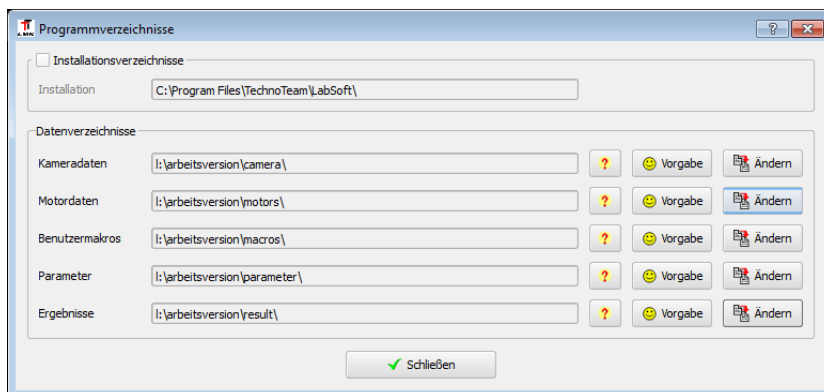 LMK Programmverzeichnisse ?
Installationsverzeichnisse
Installation C:\Program Files\TechnoTeam\LabSoft\
Datenverzeichnisse
Kameradaten l:\arbeitsversion\camera\ ? Vorgabe Ändern
Motordaten l:\arbeitsversion\motors\ ? Vorgabe Ändern
Benutzermakros l:\arbeitsversion\macros\ ? Vorgabe Ändern
Parameter l:\arbeitsversion\parameter\ ? Vorgabe Ändern
Ergebnisse l:\arbeitsversion\result\ ? Vorgabe Ändern
Schließen